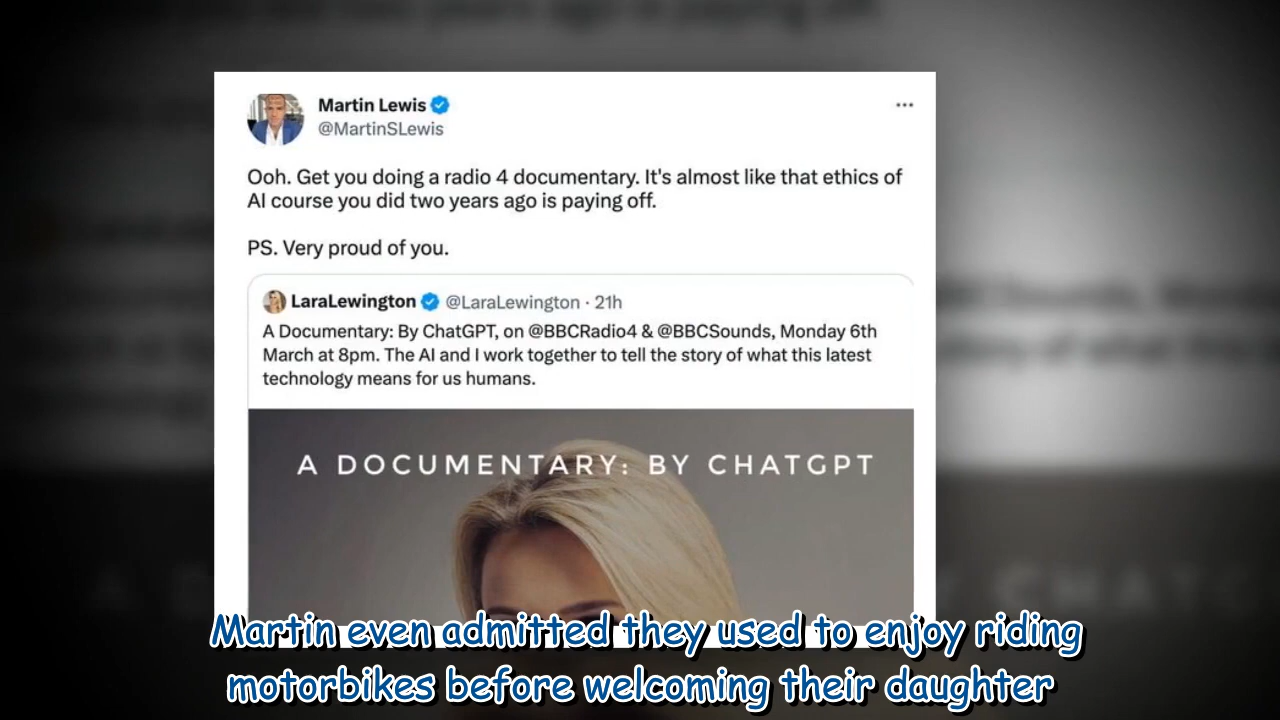 Martin Lewis
@MartinSLewis
Ooh. Get you doing a radio 4 documentary. It's almost like that ethics of
AI course you did two years ago is paying off.
PS. Very proud of you.
LaraLewington @LaraLewington · 21h
A Documentary: By ChatGPT, on @BBCRadio4 & @BBCSounds, Monday 6th
March at 8pm. The AI and I work together to tell the story of what this latest
technology means for us humans.
A DOCUMENTARY: BY CHATGPT
Martin even admitted they used to enjoy riding
motorbikes before welcoming their daughter